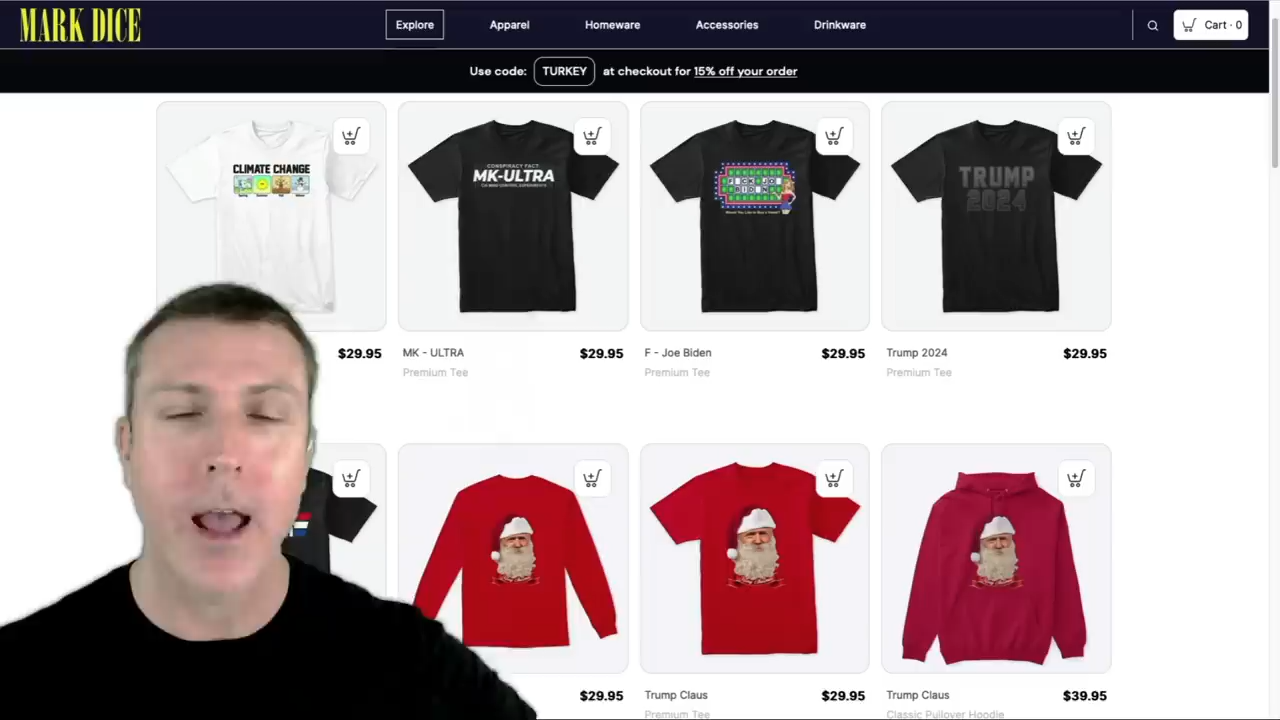 MARK DICE
Explore
Apparel
Homeware
Accessories
Drinkware
Cart · 0
Use code: TURKEY at checkout for 15% off your order
CLIMATE CHANGE
CONSPIRACY FACT
MK-ULTRA
TRUMP
2024
$29.95
MK - ULTRA
$29.95
Premium Tee
F - Joe Biden
$29.95
Premium Tee
Trump 2024
$29.95
Premium Tee
$29.95
Trump Claus
$29.95
Premium Tee
Trump Claus
$39.95
Classic Pullover Hoodie